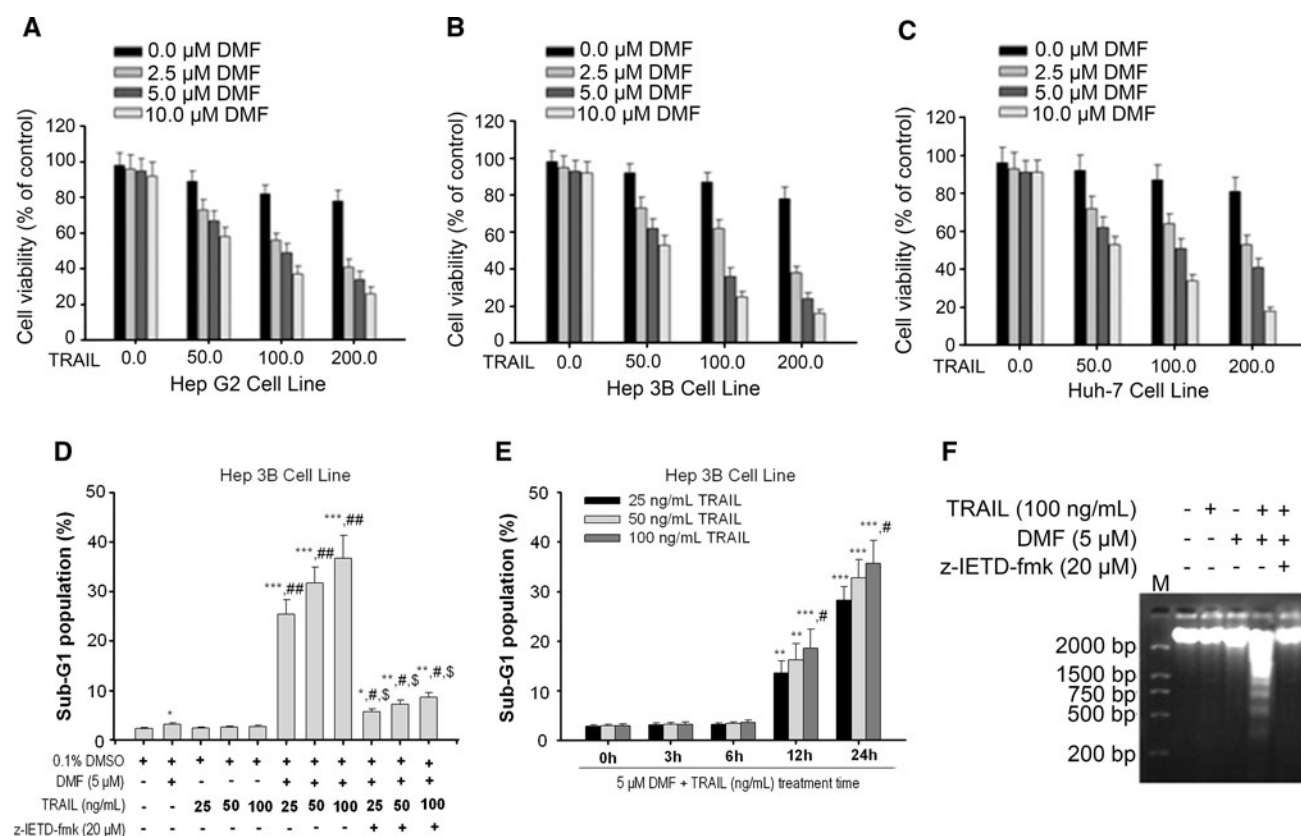 A
0.0 µM DMF
2.5 µM DMF
5.0 µM DMF
10.0 µM DMF
Cell viability (% of control)
120
100
80
60
40
20
0
TRAIL 0.0 50.0 100.0 200.0
Hep G2 Cell Line
B
0.0 µM DMF
2.5 µM DMF
5.0 µM DMF
10.0 µM DMF
Cell viability (% of control)
120
100
80
60
40
20
0
TRAIL 0.0 50.0 100.0 200.0
Hep 3B Cell Line
C
0.0 µM DMF
2.5 µM DMF
5.0 µM DMF
10.0 µM DMF
Cell viability (% of control)
120
100
80
60
40
20
0
TRAIL 0.0 50.0 100.0 200.0
Huh-7 Cell Line
D
Hep 3B Cell Line
Sub-G1 population (%)
50
40
30
20
10
0
*
***,##
***,##
***,##
*,#,$
**,#,$
**,#,$
0.1% DMSO + + + + + + + + + + +
DMF (5 µM) - + - - - + + + + + +
TRAIL (ng/mL) - - 25 50 100 25 50 100 25 50 100
z-IETD-fmk (20 µM) - - - - - - - - + + +
E
Hep 3B Cell Line
25 ng/mL TRAIL
50 ng/mL TRAIL
100 ng/mL TRAIL
Sub-G1 population (%)
50
40
30
20
10
0
**
**
***,#
***
***
***,#
0h 3h 6h 12h 24h
5 µM DMF + TRAIL (ng/mL) treatment time
F
TRAIL (100 ng/mL) - + - + +
DMF (5 µM) - - + + +
z-IETD-fmk (20 µM) - - - - +
M
2000 bp
1500 bp
750 bp
500 bp
200 bp